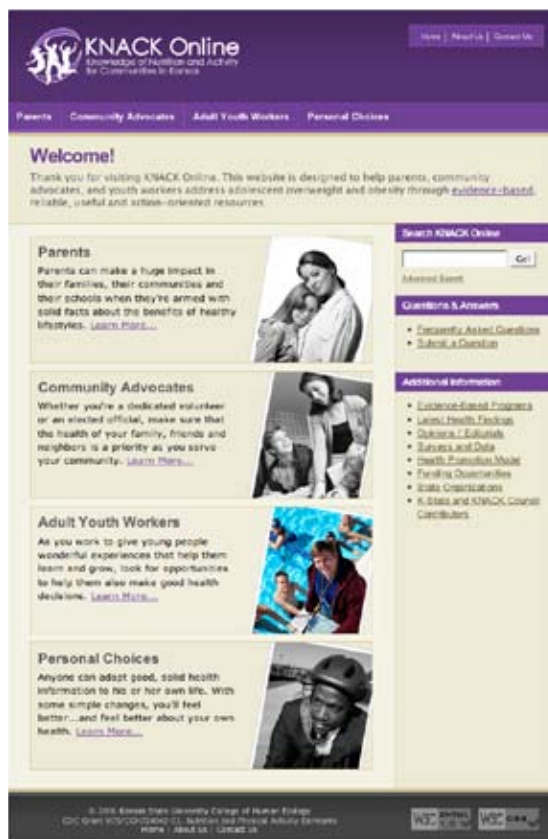 KNACK Online
Knowledge of Nutrition and Activity
for Communities in Kansas
Home | About Us | Contact Us
Parents Community Advocates Adult Youth Workers Personal Choices
Welcome!
Thank you for visiting KNACK Online. This website is designed to help parents, community
advocates, and youth workers address adolescent overweight and obesity through evidence-based,
reliable, useful and action-oriented resources
Parents
Parents can make a huge impact in
their families, their communities and
their schools when they're armed with
solid facts about the benefits of healthy
lifestyles. Learn More...
Community Advocates
Whether you're a dedicated volunteer
or an elected official, make sure that
the health of your family, friends and
neighbors is a priority as you serve
your community. Learn More...
Adult Youth Workers
As you work to give young people
wonderful experiences that help them
learn and grow, look for opportunities
to help them also make good health
decisions. Learn More...
Personal Choices
Anyone can adapt good, solid health
information to his or her own life. With
some simple changes, you'll feel
better...and feel better about your own
health. Learn More...
Search KNACK Online
Go!
Advanced Search
Questions & Answers
Frequently Asked Questions
Submit a Question
Additional Information
Evidence-Based Programs
Latest Health Findings
Opinions / Editorials
Surveys and Data
Health Promotion Model
Funding Opportunities
State Organizations
K-State and KNACK Council
Contributors
Kansas State University College of Human Ecology
CDC Grant Nutrition and Physical Activity
Home | About Us | Contact Us
W3C W3C css